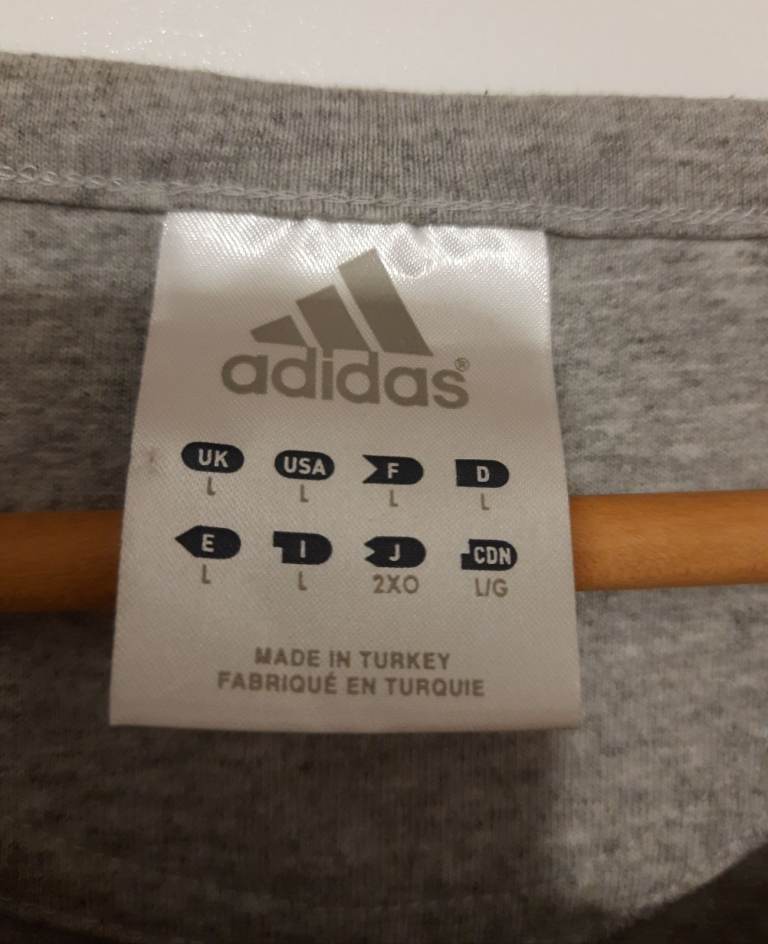 adidas®
UK USA F D
L L L L
E I J CDN
L L 2XO L/G
MADE IN TURKEY
FABRIQUÉ EN TURQUIE